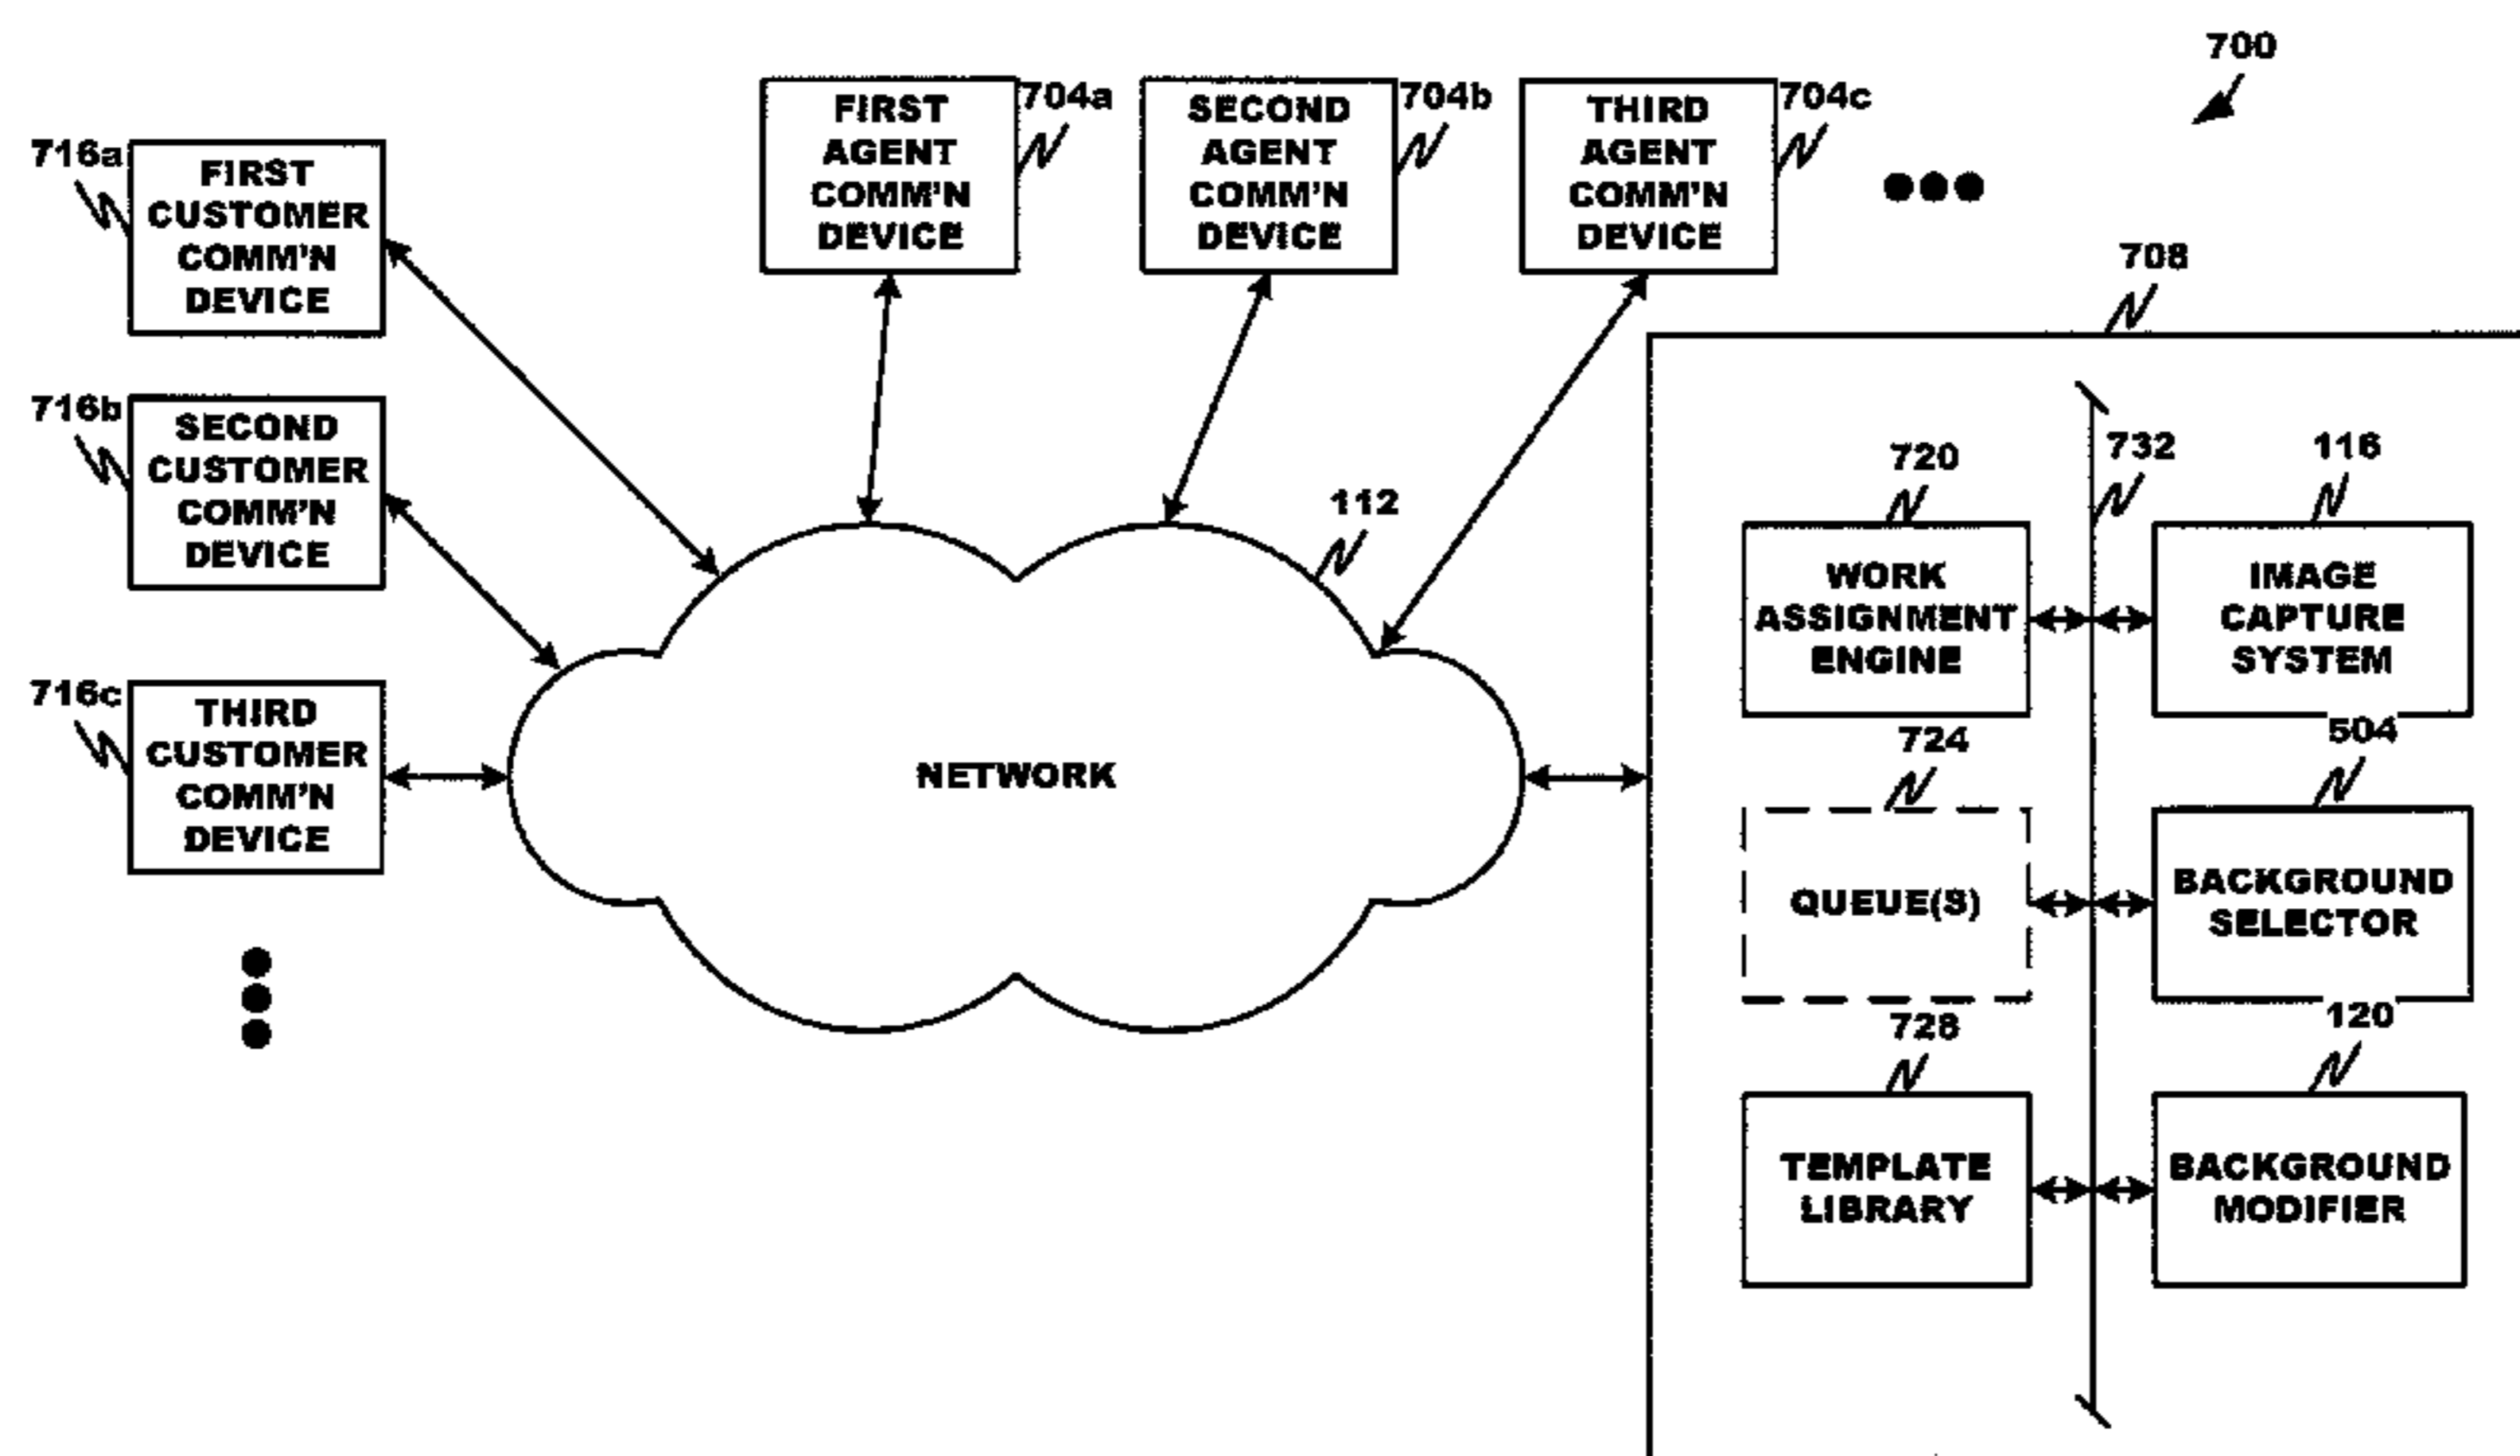 700
704a
FIRST
AGENT
COMM'N
DEVICE
704b
SECOND
AGENT
COMM'N
DEVICE
704c
THIRD
AGENT
COMM'N
DEVICE
716a
FIRST
CUSTOMER
COMM'N
DEVICE
716b
SECOND
CUSTOMER
COMM'N
DEVICE
716c
THIRD
CUSTOMER
COMM'N
DEVICE
112
NETWORK
708
732
720
WORK
ASSIGNMENT
ENGINE
116
IMAGE
CAPTURE
SYSTEM
724
QUEUE(S)
504
BACKGROUND
SELECTOR
728
TEMPLATE
LIBRARY
120
BACKGROUND
MODIFIER